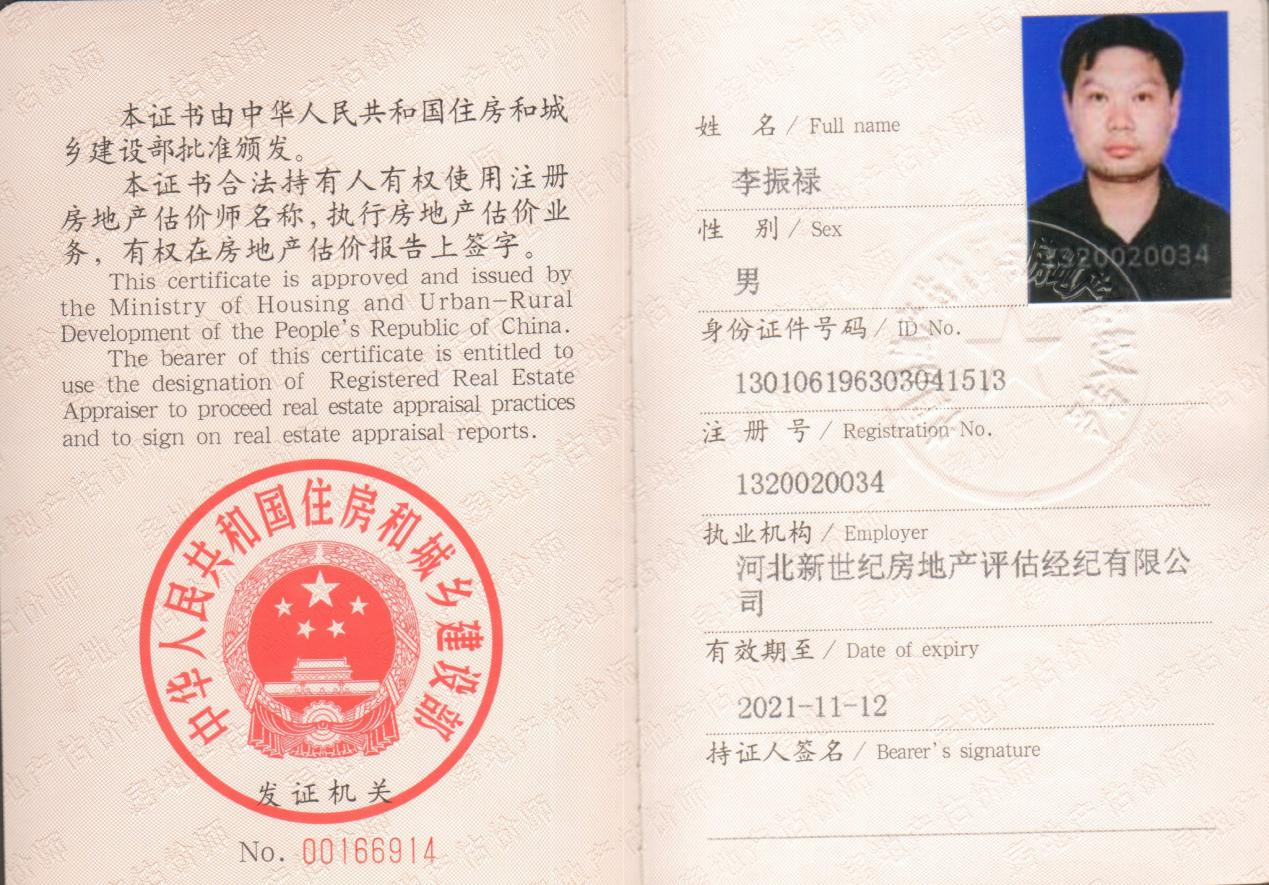 本证书由中华人民共和国住房和城
乡建设部批准颁发。
本证书合法持有人有权使用注册
房地产估价师名称,执行房地产估价业
务，有权在房地产估价报告上签字。
This certificate is approved and issued by
the Ministry of Housing and Urban-Rural
Development of the People's Republic of China.
The bearer of this certificate is entitled to
use the designation of Registered Real Estate
Appraiser to proceed real estate appraisal practices
and to sign on real estate appraisal reports.
中华人民共和国住房和城乡建设部
发证机关
No. 00166914
姓 名 / Full name
李振禄
性 别 / Sex
男
身份证件号码 / ID No.
130106196303041513
注 册 号 / Registration No.
1320020034
执业机构 / Employer
河北新世纪房地产评估经纪有限公
司
有效期至 / Date of expiry
2021-11-12
持证人签名 / Bearer's signature
1320020034